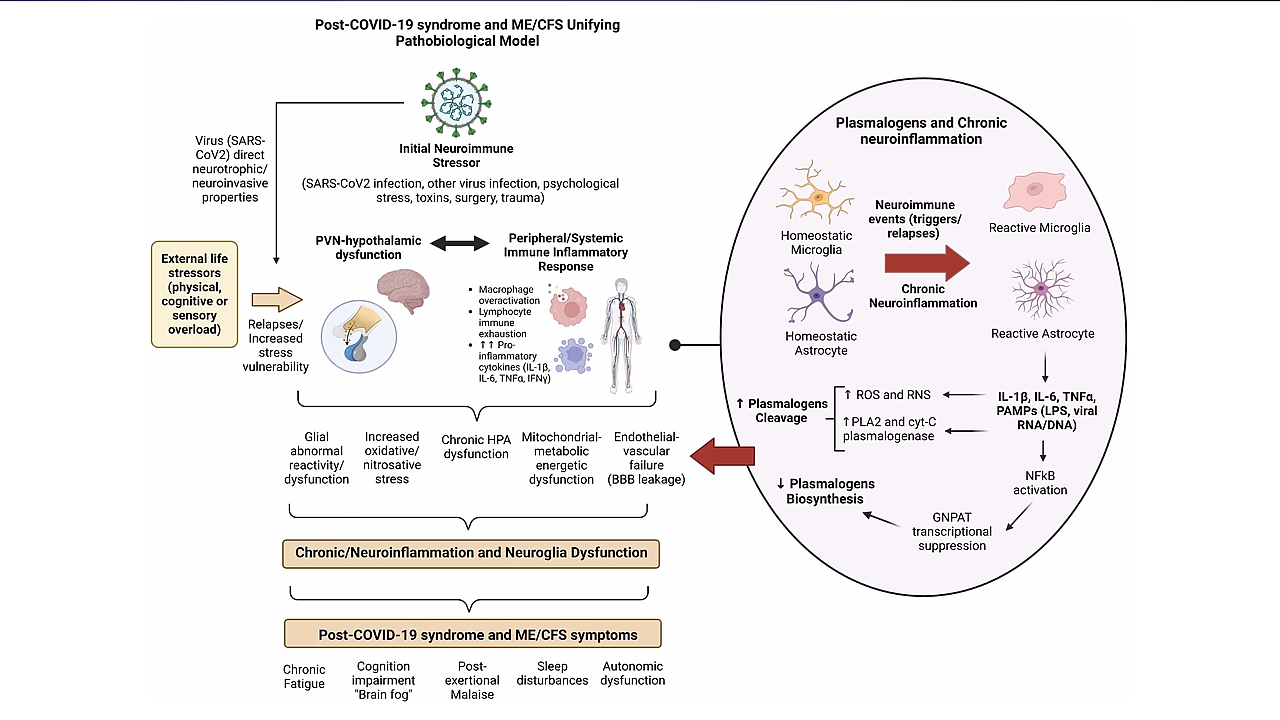 Post-COVID-19 syndrome and ME/CFS Unifying
Pathobiological Model
Virus (SARS-
CoV2) direct
neurotrophic/
neuroinvasive
properties
Initial Neuroimmune
Stressor
(SARS-CoV2 infection, other virus infection, psychological
stress, toxins, surgery, trauma)
External life
stressors
(physical,
cognitive or
sensory
overload)
Relapses/
Increased
stress
vulnerability
PVN-hypothalamic
dysfunction
Peripheral/Systemic
Immune Inflammatory
Response
• Macrophage
overactivation
• Lymphocyte
immune
exhaustion
• ↑↑ Pro-
inflammatory
cytokines (IL-1β,
IL-6, TNFα, IFNγ)
Glial
abnormal
reactivity/
dysfunction
Increased
oxidative/
nitrosative
stress
Chronic HPA
dysfunction
Mitochondrial-
metabolic
energetic
dysfunction
Endothelial-
vascular
failure
(BBB leakage)
Chronic/Neuroinflammation and Neuroglia Dysfunction
Post-COVID-19 syndrome and ME/CFS symptoms
Chronic
Fatigue
Cognition
impairment
"Brain fog"
Post-
exertional
Malaise
Sleep
disturbances
Autonomic
dysfunction
Plasmalogens and Chronic
neuroinflammation
Homeostatic
Microglia
Homeostatic
Astrocyte
Neuroimmune
events (triggers/
relapses)
Chronic
Neuroinflammation
Reactive Microglia
Reactive Astrocyte
IL-1β, IL-6, TNFα,
PAMPs (LPS, viral
RNA/DNA)
↑ ROS and RNS
↑PLA2 and cyt-C
plasmalogenase
↑ Plasmalogens
Cleavage
NFkB
activation
GNPAT
transcriptional
suppression
↓ Plasmalogens
Biosynthesis